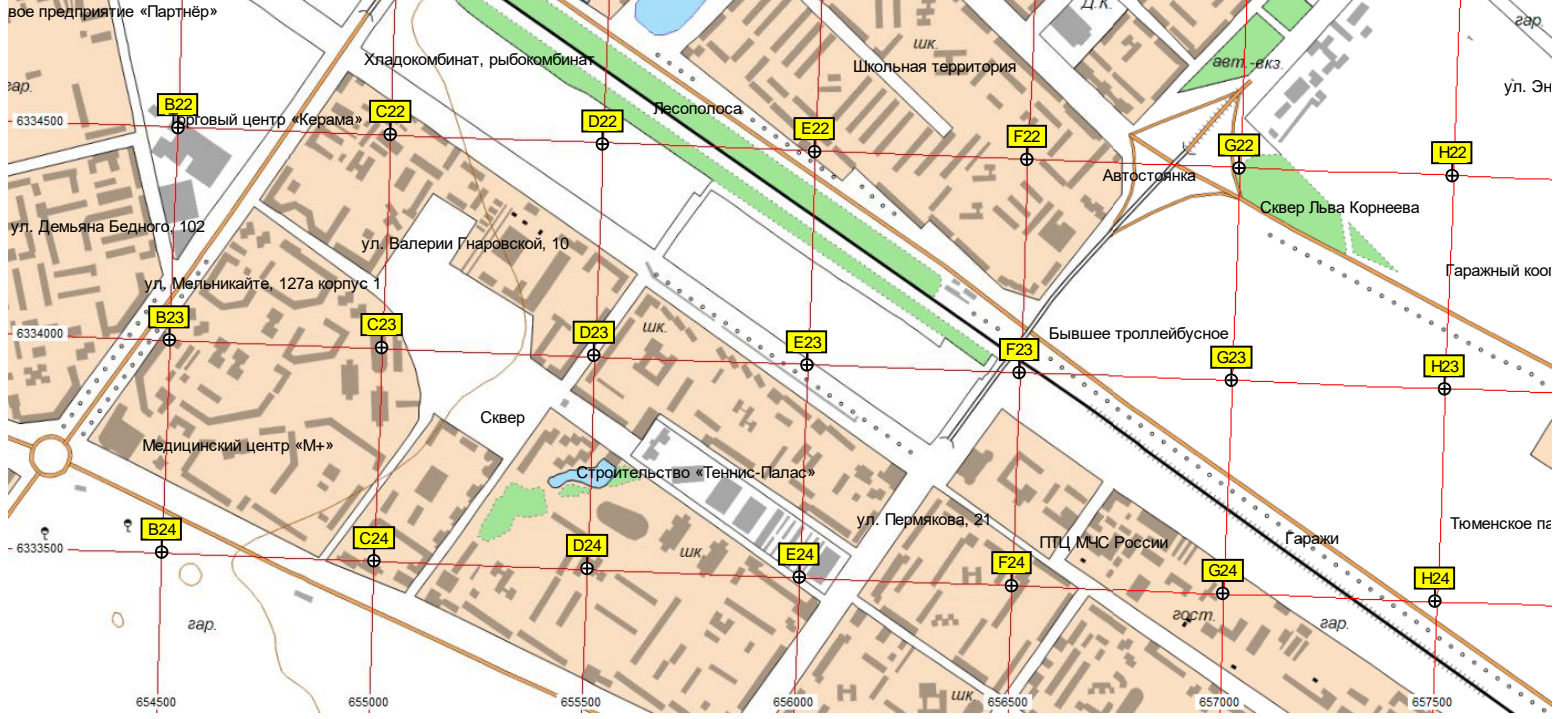 вое предприятие «Партнёр»
Д.К.
гар.
шк.
Хладокомбинат, рыбокомбинат
Школьная территория
авт.-вкз.
гар.
ул. Эн
B22
C22
D22
E22
F22
G22
H22
Лесополоса
6334500
Торговый центр «Керама»
Автостоянка
Сквер Льва Корнеева
ул. Демьяна Бедного, 102
ул. Валерии Гнаровской, 10
Гаражный кооп
ул. Мельникайте, 127а корпус 1
B23
C23
D23
E23
F23
G23
H23
шк.
6334000
Бывшее троллейбусное
Сквер
Медицинский центр «М+»
Строительство «Теннис-Палас»
ул. Пермякова, 21
Тюменское па
Гаражи
ПТЦ МЧС России
B24
C24
D24
E24
F24
G24
H24
6333500
шк.
гост.
гар.
гар.
шк.
654500
655000
655500
656000
656500
657000
657500